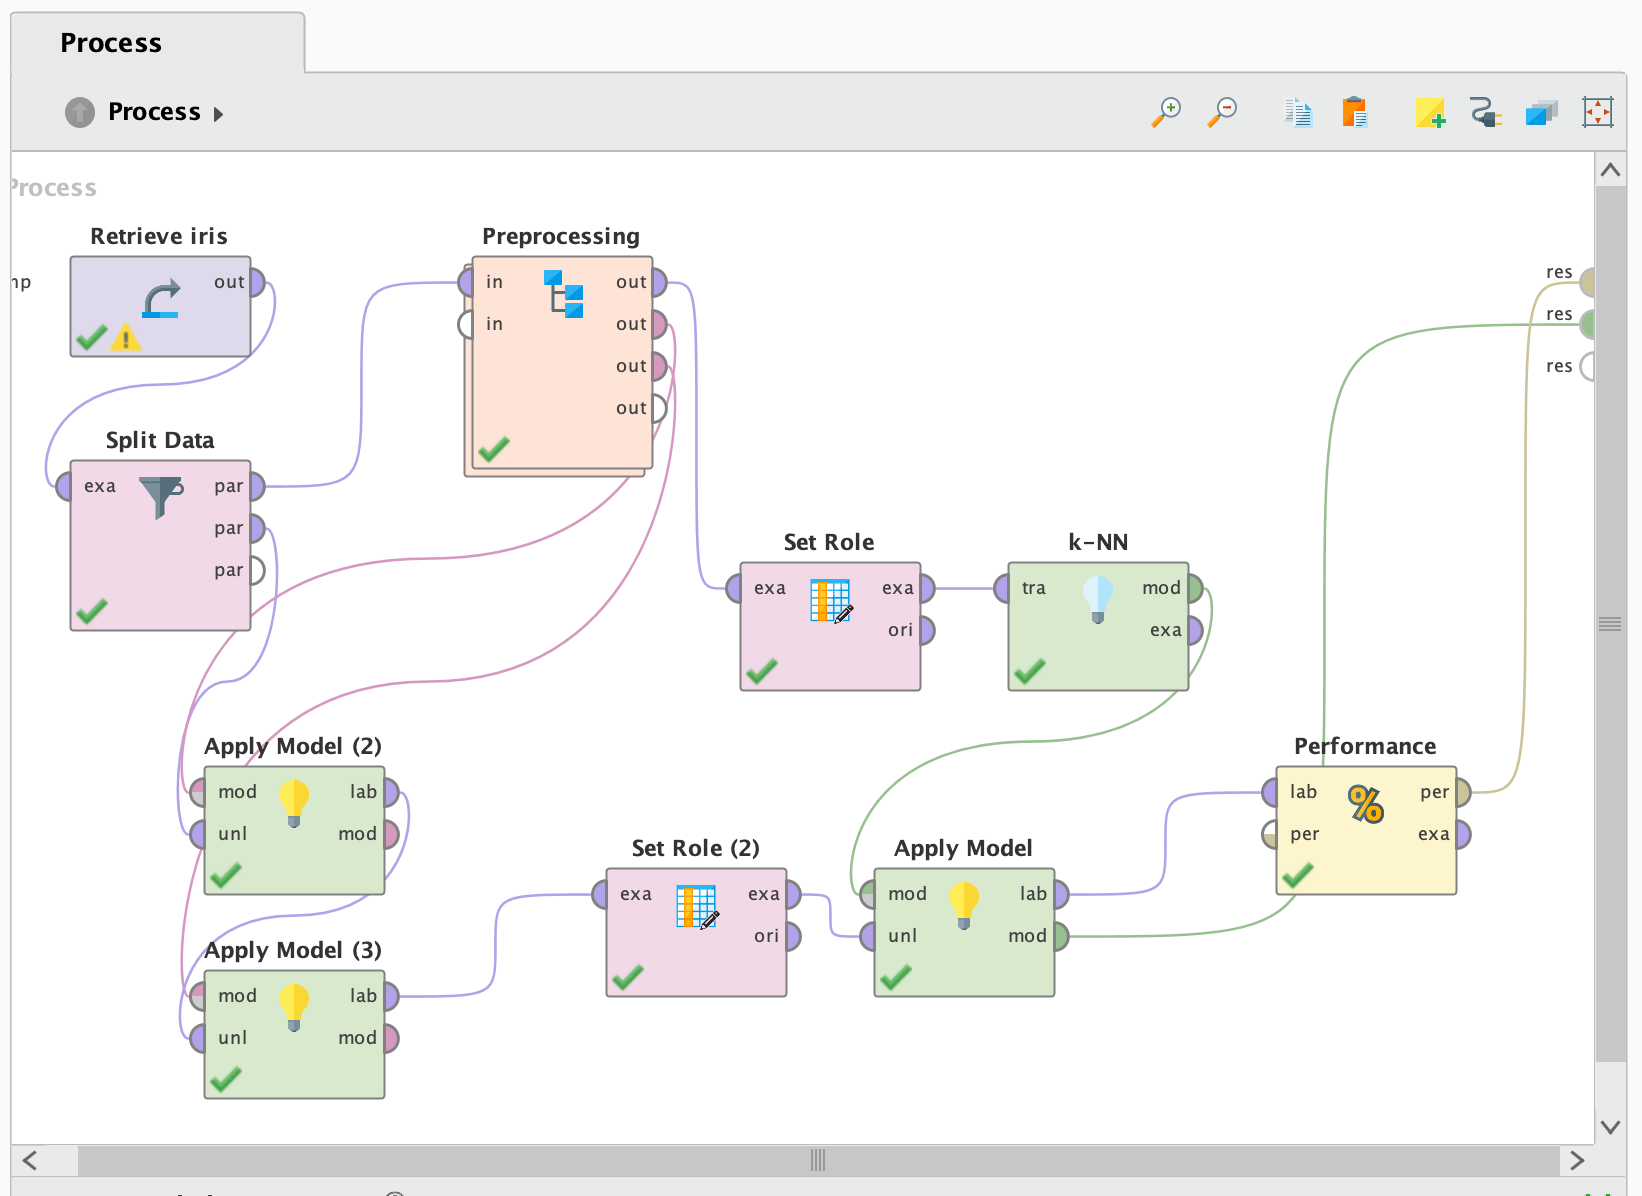 Process
Process
Process
Retrieve iris
out
Preprocessing
in out
in out
out
out
res
res
res
Split Data
exa par
par
par
Set Role
exa exa
ori
k-NN
tra mod
exa
Apply Model (2)
mod lab
unl mod
Performance
lab per
per exa
Set Role (2)
exa exa
ori
Apply Model
mod lab
unl mod
Apply Model (3)
mod lab
unl mod